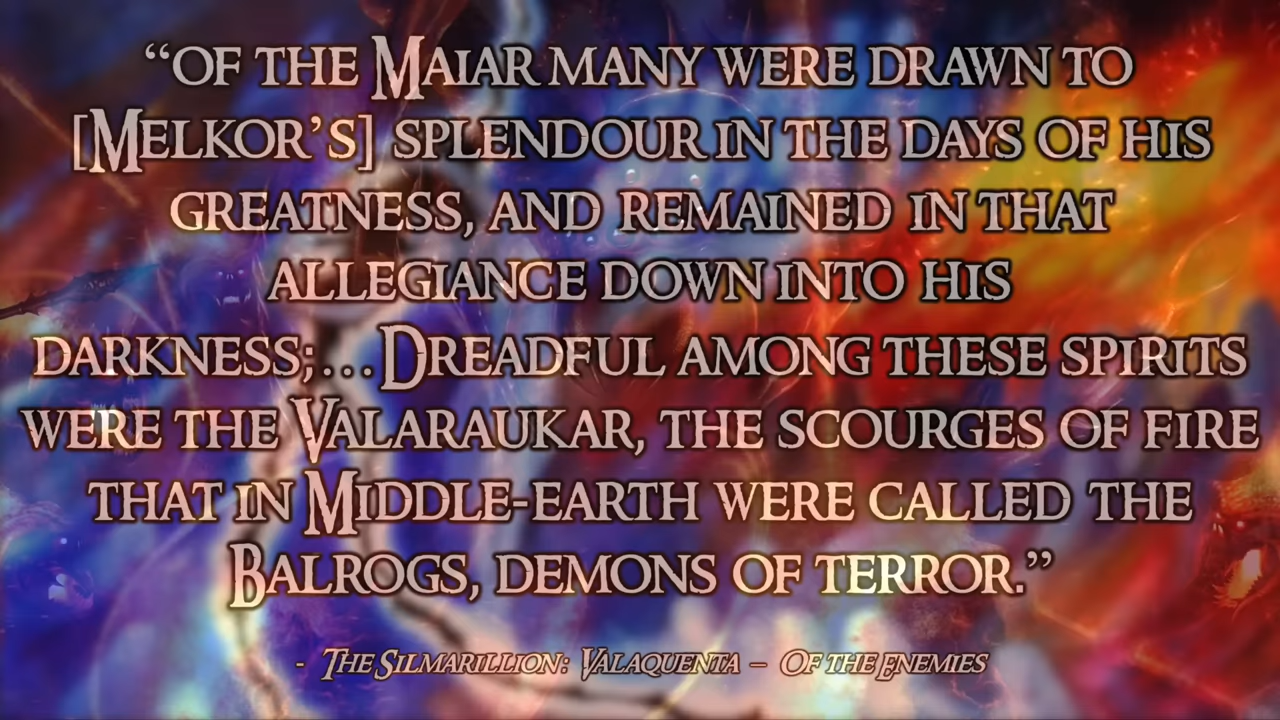 “OF THE MAIAR MANY WERE DRAWN TO
[MELKOR’S] SPLENDOUR IN THE DAYS OF HIS
GREATNESS, AND REMAINED IN THAT
ALLEGIANCE DOWN INTO HIS
DARKNESS;...DREADFUL AMONG THESE SPIRITS
WERE THE VALARAUKAR, THE SCOURGES OF FIRE
THAT IN MIDDLE-EARTH WERE CALLED THE
BALROGS, DEMONS OF TERROR.”
- THE SILMARILLION: VALAQUENTA – OF THE ENEMIES